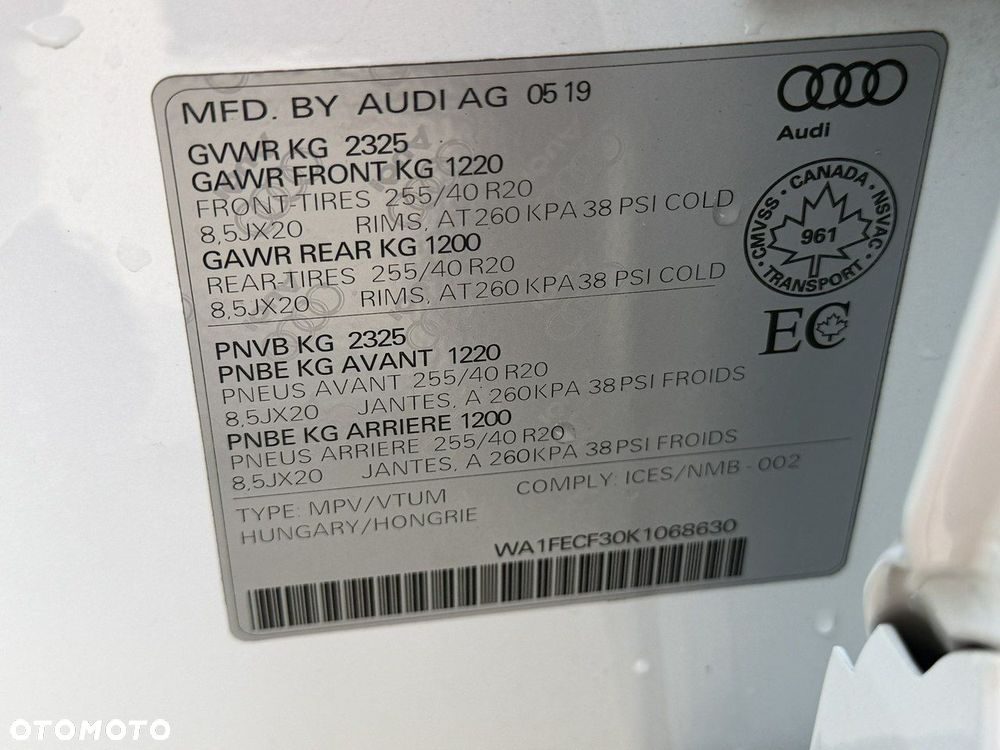 MFD. BY AUDI AG 05 19
Audi
GVWR KG 2325
GAWR FRONT KG 1220
FRONT-TIRES 255/40 R20
8,5JX20 RIMS, AT 260 KPA 38 PSI COLD
GAWR REAR KG 1200
REAR-TIRES 255/40 R20
8,5JX20 RIMS, AT 260 KPA 38 PSI COLD
CMVSS · CANADA · NSVAC · TRANSPORT ·
961
EC
PNVB KG 2325
PNBE KG AVANT 1220
PNEUS AVANT 255/40 R20
8,5JX20 JANTES, A 260 KPA 38 PSI FROIDS
PNBE KG ARRIERE 1200
PNEUS ARRIERE 255/40 R20
8,5JX20 JANTES, A 260 KPA 38 PSI FROIDS
TYPE: MPV/VTUM COMPLY: ICES/NMB - 002
HUNGARY/HONGRIE
WA1FECF30K1068630
OTOMOTO